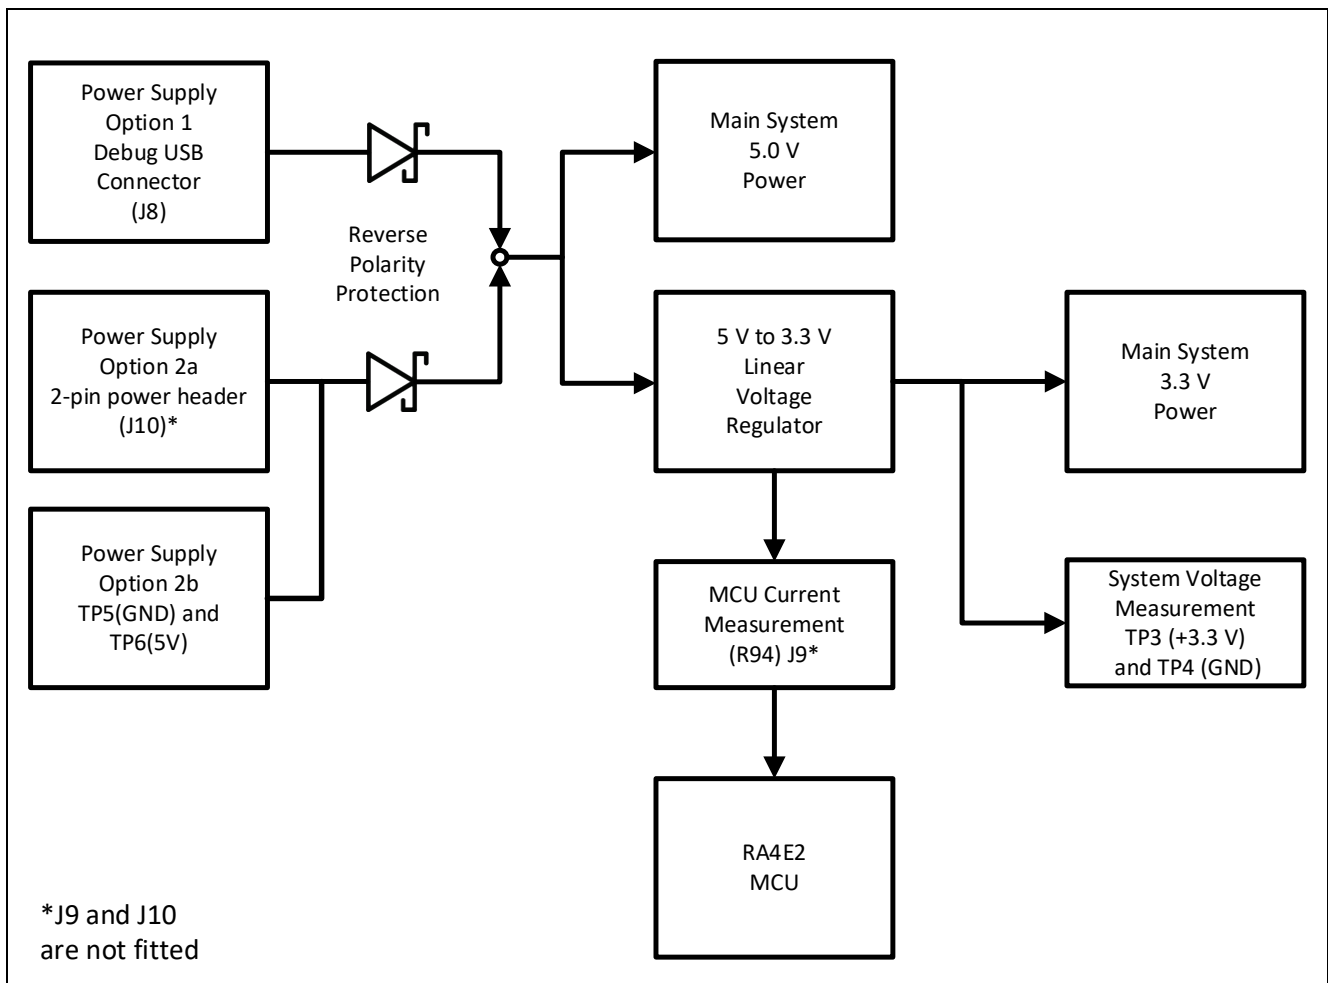 Power Supply
Option 1
Debug USB
Connector
(J8)
Reverse
Polarity
Protection
Power Supply
Option 2a
2-pin power header
(J10)*
Power Supply
Option 2b
TP5(GND) and
TP6(5V)
Main System
5.0 V
Power
5 V to 3.3 V
Linear
Voltage
Regulator
Main System
3.3 V
Power
MCU Current
Measurement
(R94) J9*
System Voltage
Measurement
TP3 (+3.3 V)
and TP4 (GND)
RA4E2
MCU
*J9 and J10
are not fitted